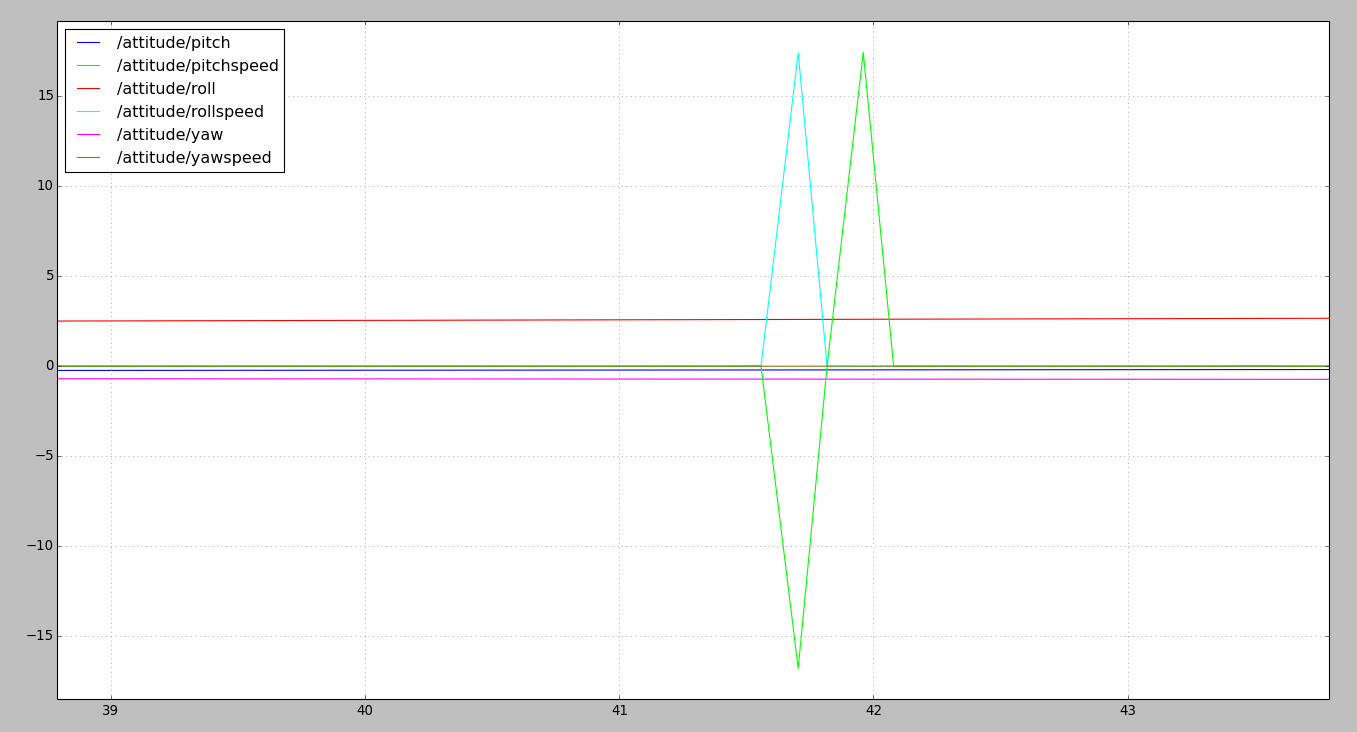 /attitude/pitch
/attitude/pitchspeed
/attitude/roll
/attitude/rollspeed
/attitude/yaw
/attitude/yawspeed
15
10
5
0
−5
−10
−15
39 40 41 42 43